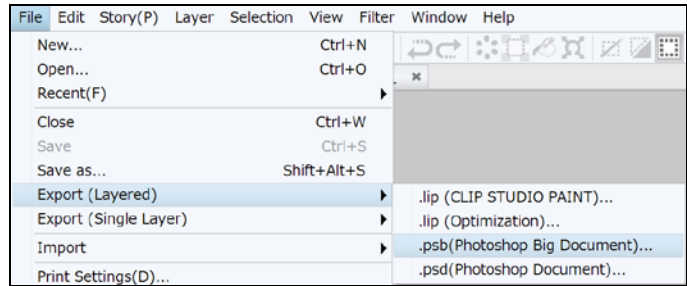 File Edit Story(P) Layer Selection View Filter Window Help
New... Ctrl+N
Open... Ctrl+O
Recent(F)
Close Ctrl+W
Save Ctrl+S
Save as... Shift+Alt+S
Export (Layered)
Export (Single Layer)
Import
Print Settings(D)...
.lip (CLIP STUDIO PAINT)...
.lip (Optimization)...
.psb(Photoshop Big Document)...
.psd(Photoshop Document)...